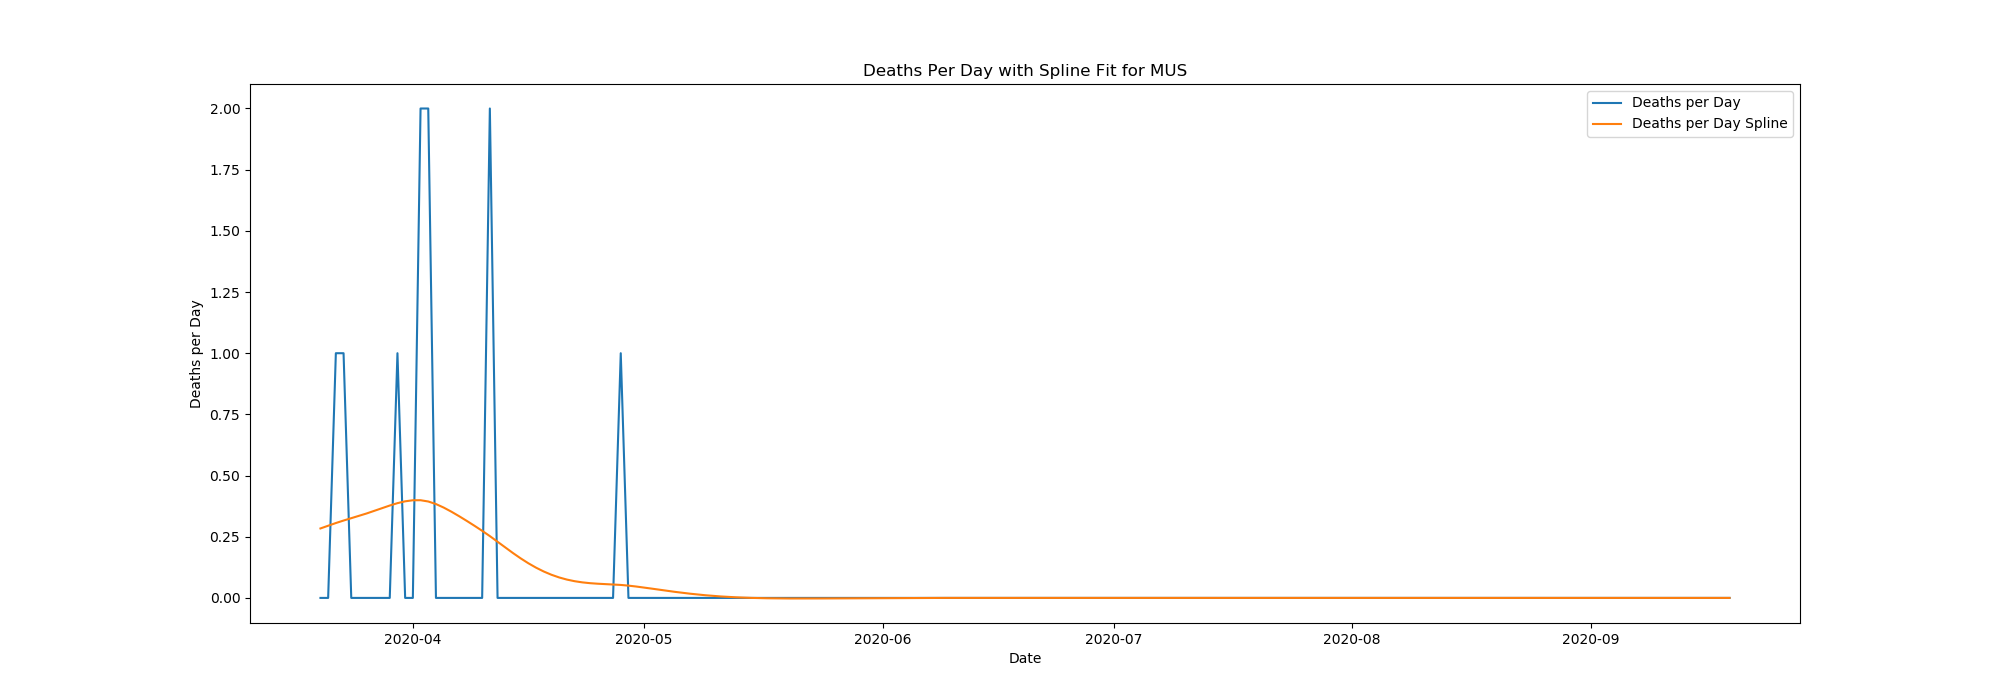 Deaths Per Day with Spline Fit for MUS
Deaths per Day
Deaths per Day Spline
2.00
1.75
1.50
1.25
1.00
0.75
0.50
0.25
0.00
Deaths per Day
2020-04 2020-05 2020-06 2020-07 2020-08 2020-09
Date